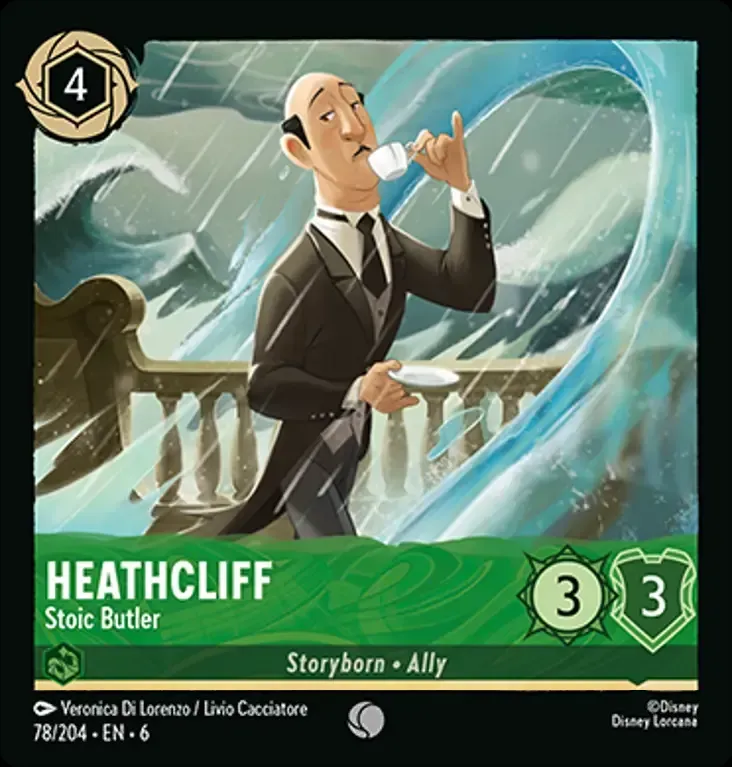 4
HEATHCLIFF
3
3
Stoic Butler
Storyborn • Ally
Veronica Di Lorenzo / Livio Cacciatore
©Disney
78/204 • EN • 6
Disney Lorcana